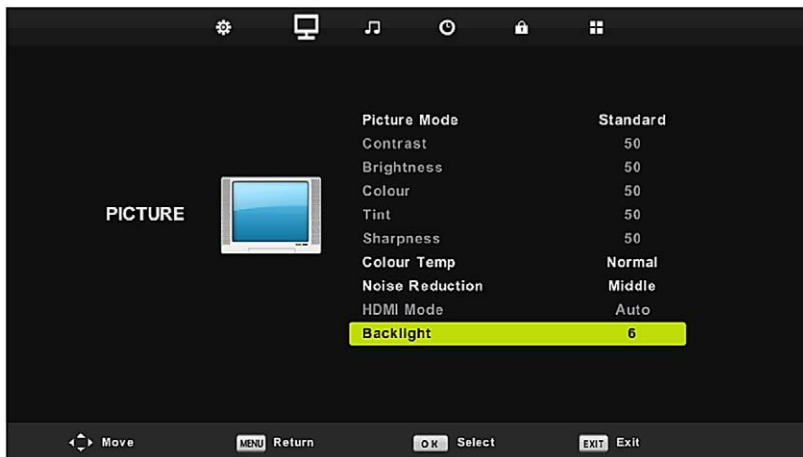 Picture Mode Standard
Contrast 50
Brightness 50
Colour 50
Tint 50
PICTURE
Sharpness 50
Colour Temp Normal
Noise Reduction Middle
HDMI Mode Auto
Backlight 6
Move MENU Return OK Select EXIT Exit